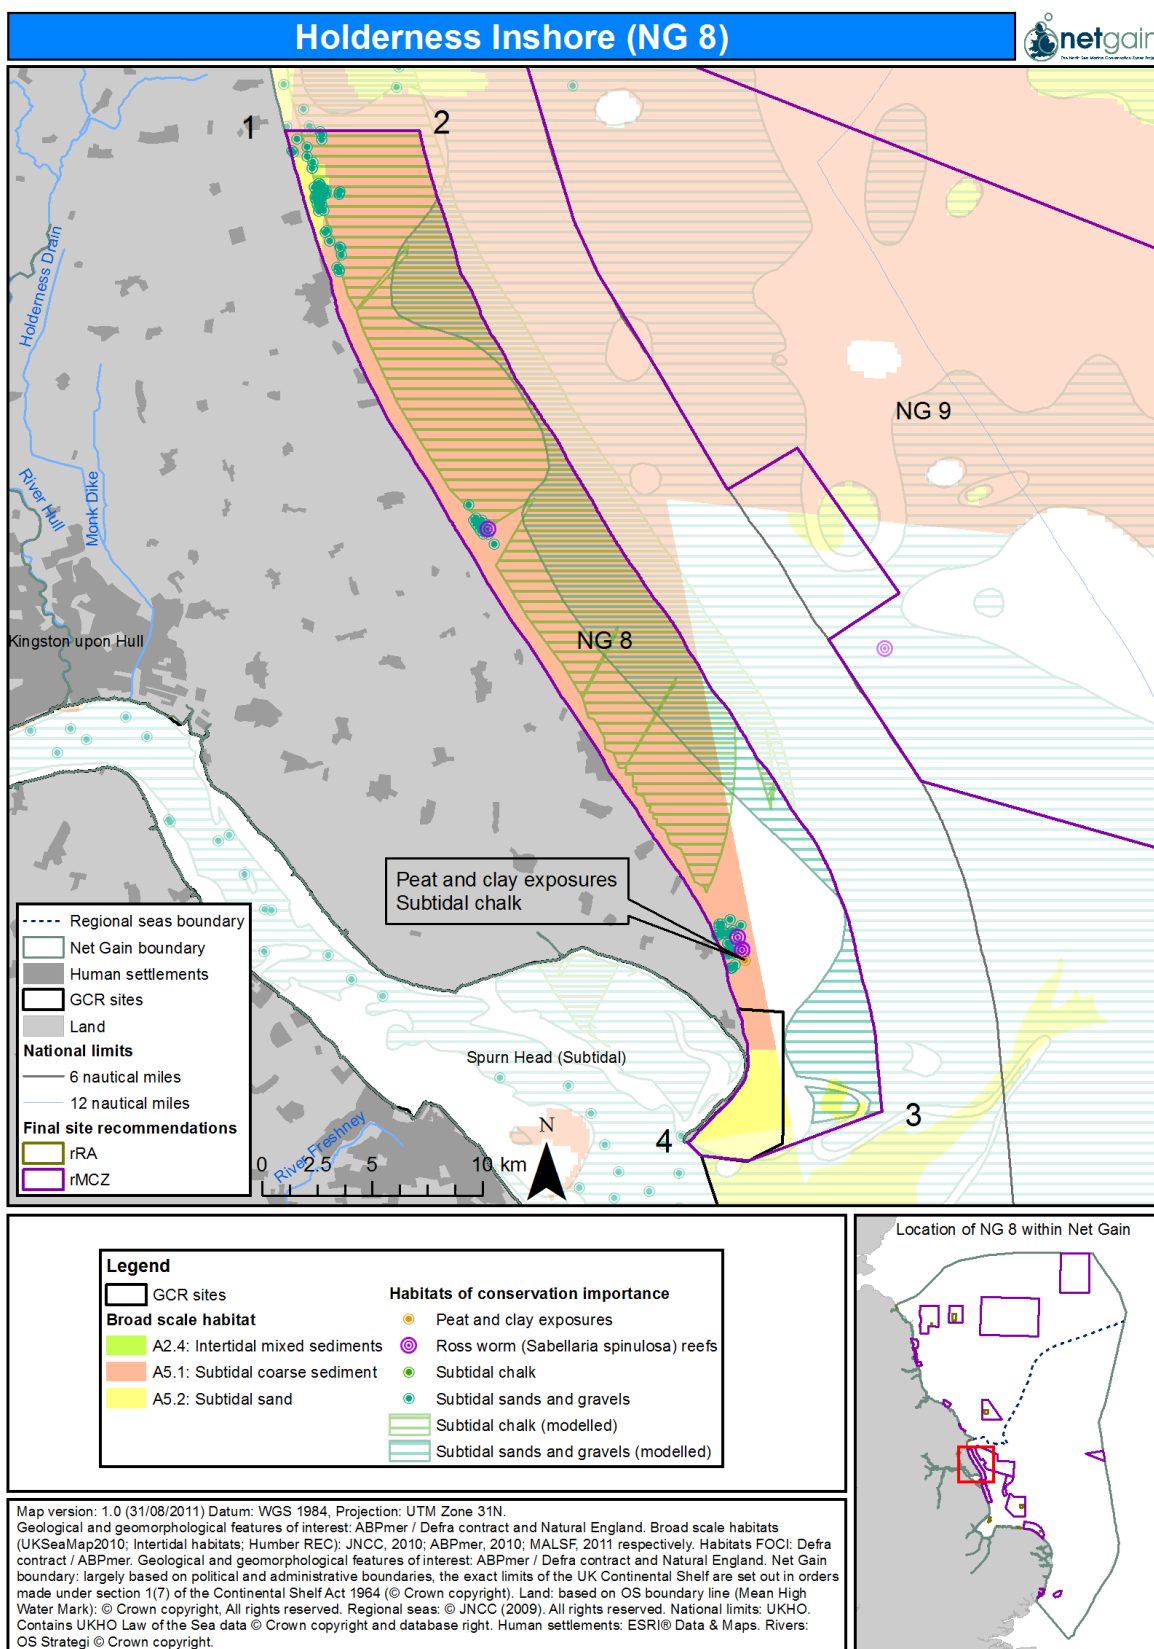 Holderness Inshore (NG 8)
netgain
The North Sea Marine Conservation Zones Project
1
2
Holderness Drain
NG 9
River Hull
Monk Dike
Kingston upon Hull
NG 8
Peat and clay exposures
Subtidal chalk
Regional seas boundary
Net Gain boundary
Human settlements
GCR sites
Land
National limits
6 nautical miles
12 nautical miles
Final site recommendations
rRA
rMCZ
Spurn Head (Subtidal)
3
4
N
River Freshney
0 2.5 5 10 km
Location of NG 8 within Net Gain
Legend
GCR sites
Broad scale habitat
A2.4: Intertidal mixed sediments
A5.1: Subtidal coarse sediment
A5.2: Subtidal sand
Habitats of conservation importance
Peat and clay exposures
Ross worm (Sabellaria spinulosa) reefs
Subtidal chalk
Subtidal sands and gravels
Subtidal chalk (modelled)
Subtidal sands and gravels (modelled)
Map version: 1.0 (31/08/2011) Datum: WGS 1984, Projection: UTM Zone 31N.
Geological and geomorphological features of interest: ABPmer / Defra contract and Natural England. Broad scale habitats
(UKSeaMap2010; Intertidal habitats; Humber REC): JNCC, 2010; ABPmer, 2010; MALSF, 2011 respectively. Habitats FOCI: Defra
contract / ABPmer. Geological and geomorphological features of interest: ABPmer / Defra contract and Natural England. Net Gain
boundary: largely based on political and administrative boundaries, the exact limits of the UK Continental Shelf are set out in orders
made under section 1(7) of the Continental Shelf Act 1964 (© Crown copyright). Land: based on OS boundary line (Mean High
Water Mark): © Crown copyright, All rights reserved. Regional seas: © JNCC (2009). All rights reserved. National limits: UKHO.
Contains UKHO Law of the Sea data © Crown copyright and database right. Human settlements: ESRI® Data & Maps. Rivers:
OS Strategi © Crown copyright.